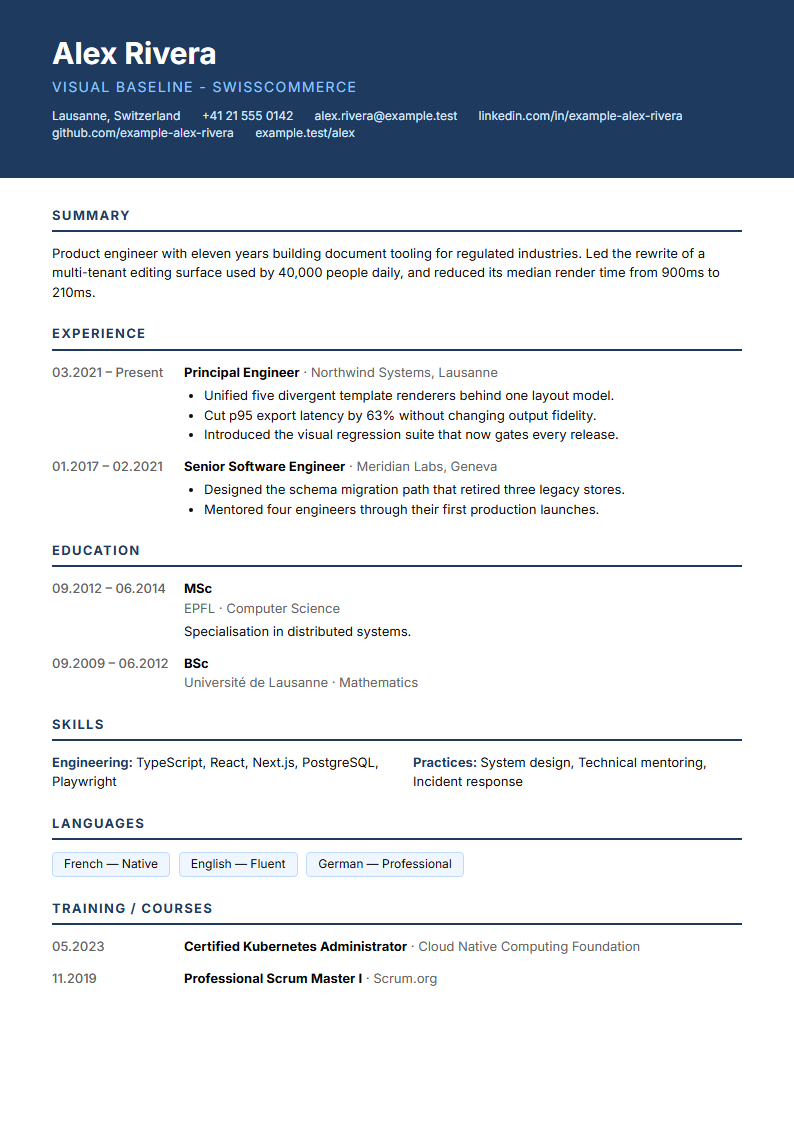 Alex Rivera
VISUAL BASELINE - SWISSCOMMERCE
Lausanne, Switzerland +41 21 555 0142 alex.rivera@example.test linkedin.com/in/example-alex-rivera
github.com/example-alex-rivera example.test/alex
SUMMARY
Product engineer with eleven years building document tooling for regulated industries. Led the rewrite of a
multi-tenant editing surface used by 40,000 people daily, and reduced its median render time from 900ms to
210ms.
EXPERIENCE
03.2021 – Present Principal Engineer · Northwind Systems, Lausanne
• Unified five divergent template renderers behind one layout model.
• Cut p95 export latency by 63% without changing output fidelity.
• Introduced the visual regression suite that now gates every release.
01.2017 – 02.2021 Senior Software Engineer · Meridian Labs, Geneva
• Designed the schema migration path that retired three legacy stores.
• Mentored four engineers through their first production launches.
EDUCATION
09.2012 – 06.2014 MSc
EPFL · Computer Science
Specialisation in distributed systems.
09.2009 – 06.2012 BSc
Université de Lausanne · Mathematics
SKILLS
Engineering: TypeScript, React, Next.js, PostgreSQL,
Playwright
Practices: System design, Technical mentoring,
Incident response
LANGUAGES
French — Native English — Fluent German — Professional
TRAINING / COURSES
05.2023 Certified Kubernetes Administrator · Cloud Native Computing Foundation
11.2019 Professional Scrum Master I · Scrum.org